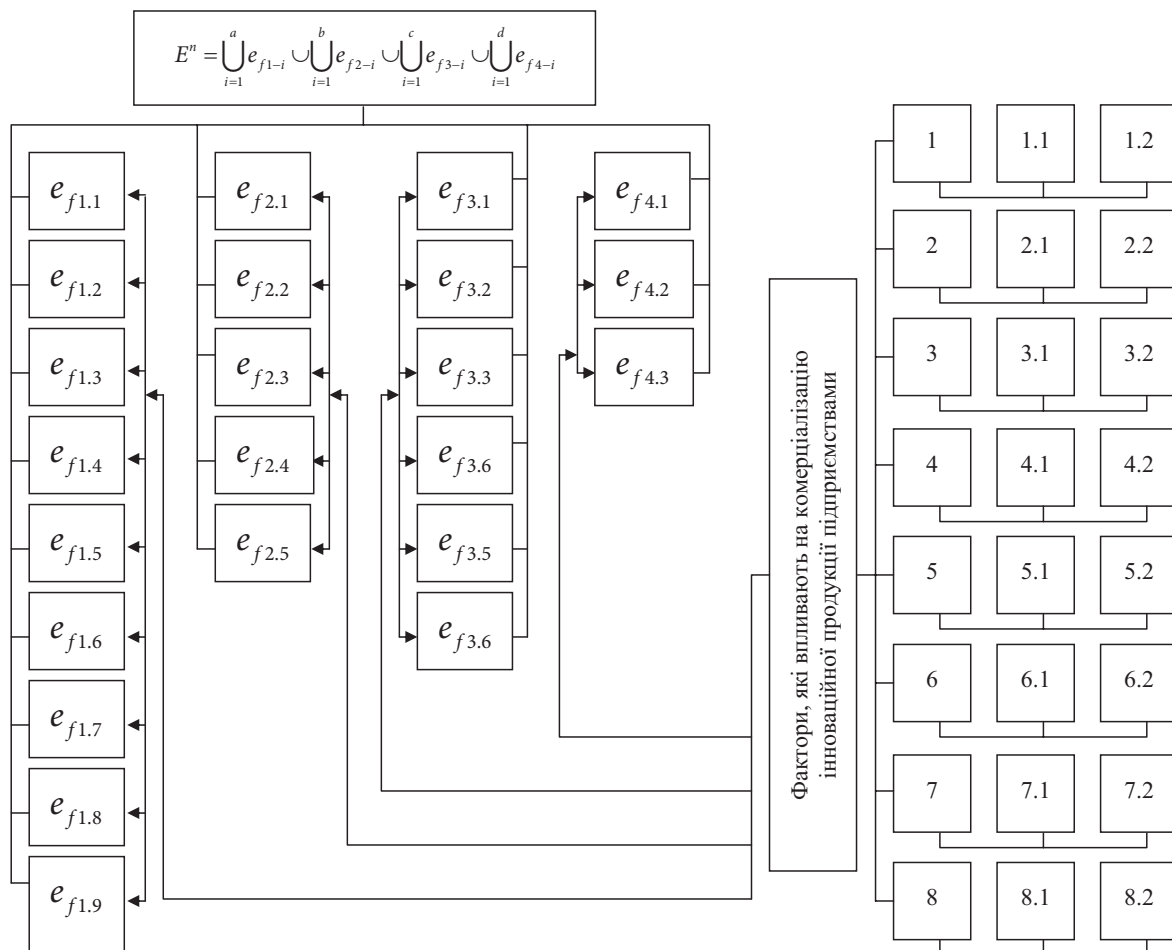 E^n = ⋃_{i=1}^{a} e_{f1−i} ∪ ⋃_{i=1}^{b} e_{f2−i} ∪ ⋃_{i=1}^{c} e_{f3−i} ∪ ⋃_{i=1}^{d} e_{f4−i}
e_{f1.1}
e_{f1.2}
e_{f1.3}
e_{f1.4}
e_{f1.5}
e_{f1.6}
e_{f1.7}
e_{f1.8}
e_{f1.9}
e_{f2.1}
e_{f2.2}
e_{f2.3}
e_{f2.4}
e_{f2.5}
e_{f3.1}
e_{f3.2}
e_{f3.3}
e_{f3.6}
e_{f3.5}
e_{f3.6}
e_{f4.1}
e_{f4.2}
e_{f4.3}
Фактори, які впливають на комерціалізацію
інноваційної продукції підприємствами
1 1.1 1.2
2 2.1 2.2
3 3.1 3.2
4 4.1 4.2
5 5.1 5.2
6 6.1 6.2
7 7.1 7.2
8 8.1 8.2